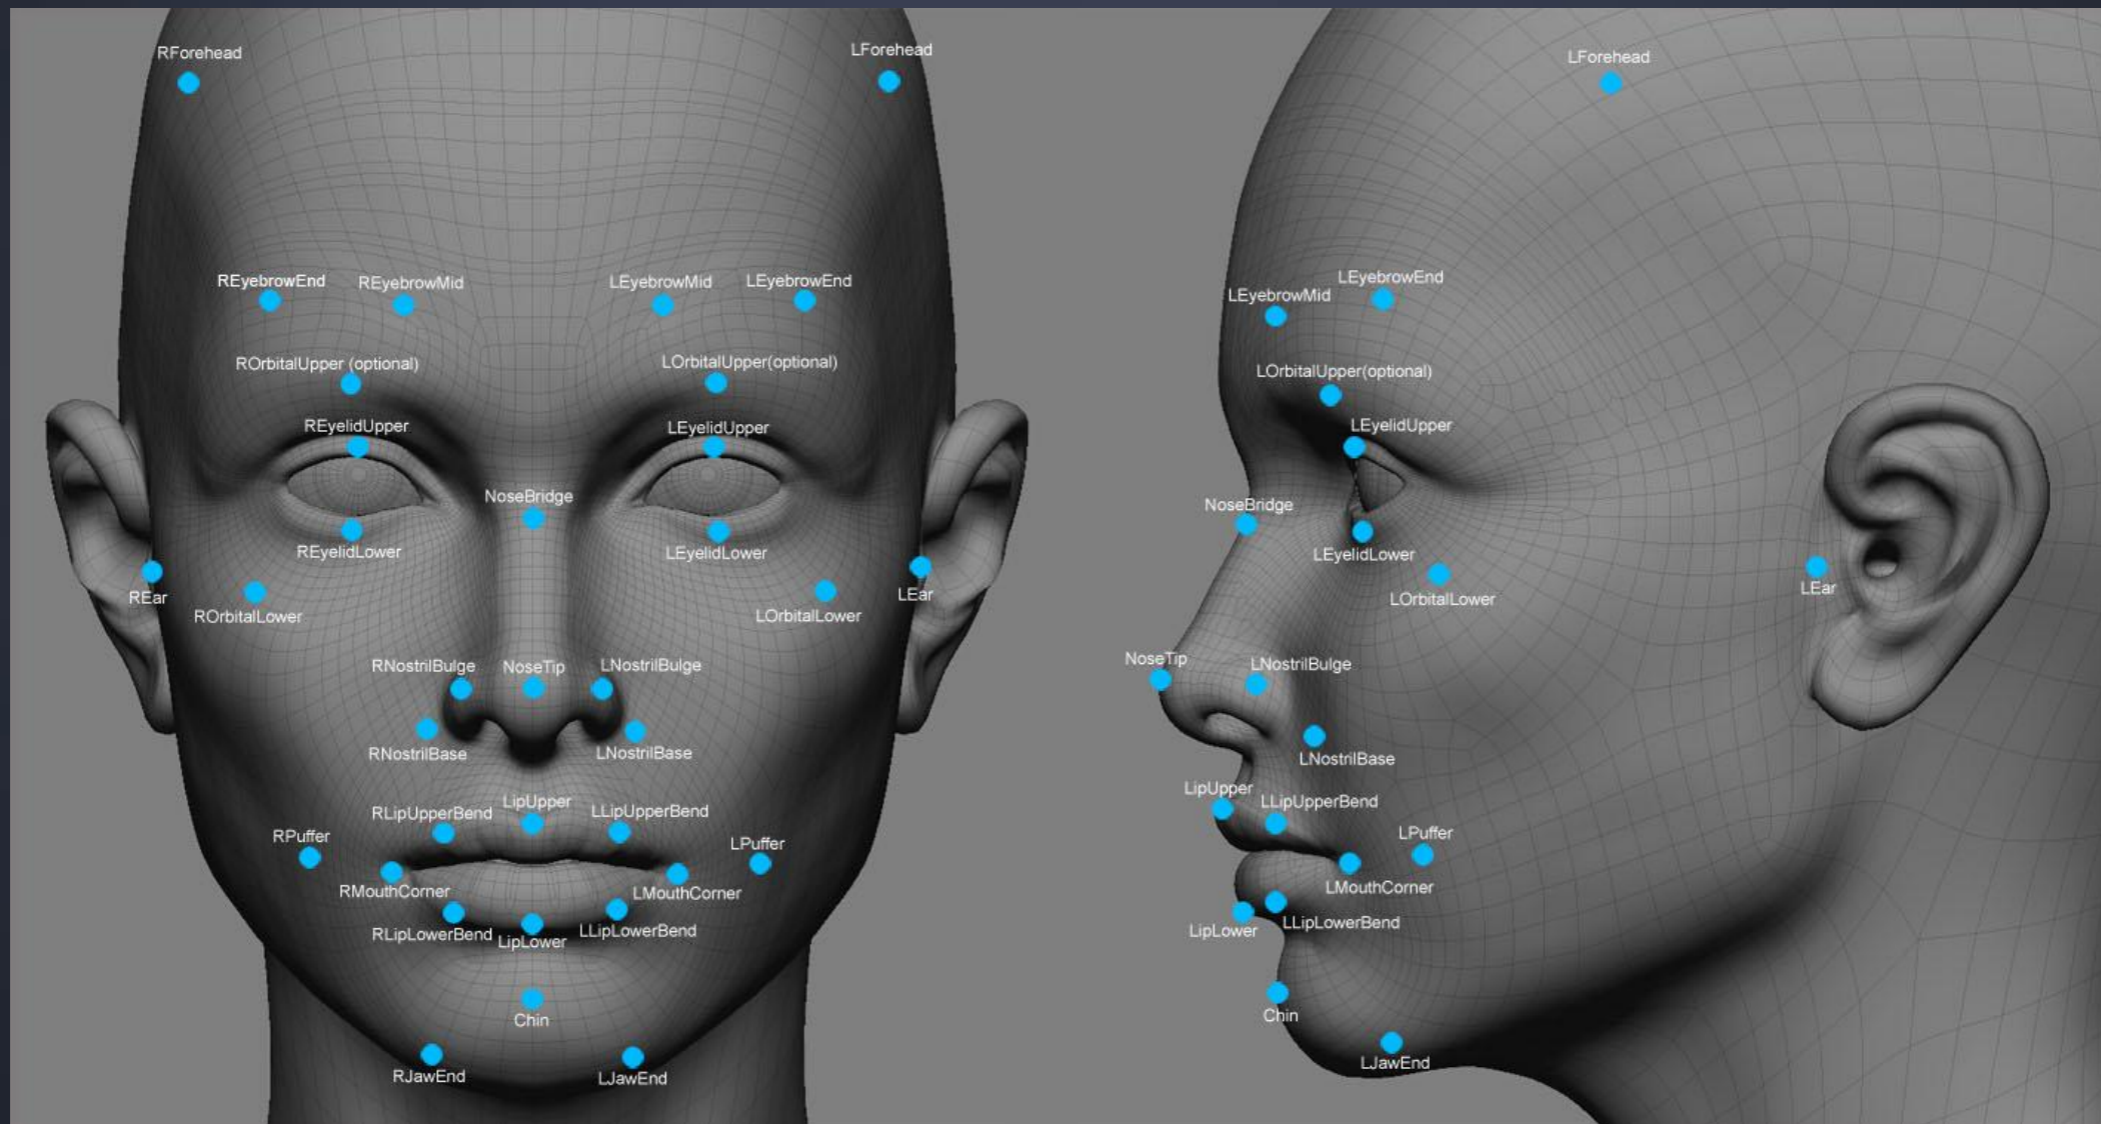 RForehead
LForehead
REyebrowEnd
REyebrowMid
LEyebrowMid
LEyebrowEnd
ROrbitalUpper (optional)
LOrbitalUpper(optional)
REyelidUpper
LEyelidUpper
NoseBridge
REyelidLower
LEyelidLower
REar
LEar
ROrbitalLower
LOrbitalLower
RNostrilBulge
NoseTip
LNostrilBulge
RNostrilBase
LNostrilBase
RLipUpperBend
LipUpper
LLipUpperBend
RPuffer
LPuffer
RMouthCorner
LMouthCorner
RLipLowerBend
LipLower
LLipLowerBend
Chin
RJawEnd
LJawEnd
LForehead
LEyebrowEnd
LEyebrowMid
LOrbitalUpper(optional)
LEyelidUpper
NoseBridge
LEyelidLower
LEar
LOrbitalLower
NoseTip
LNostrilBulge
LNostrilBase
LipUpper
LLipUpperBend
LPuffer
LMouthCorner
LLipLowerBend
LipLower
Chin
LJawEnd